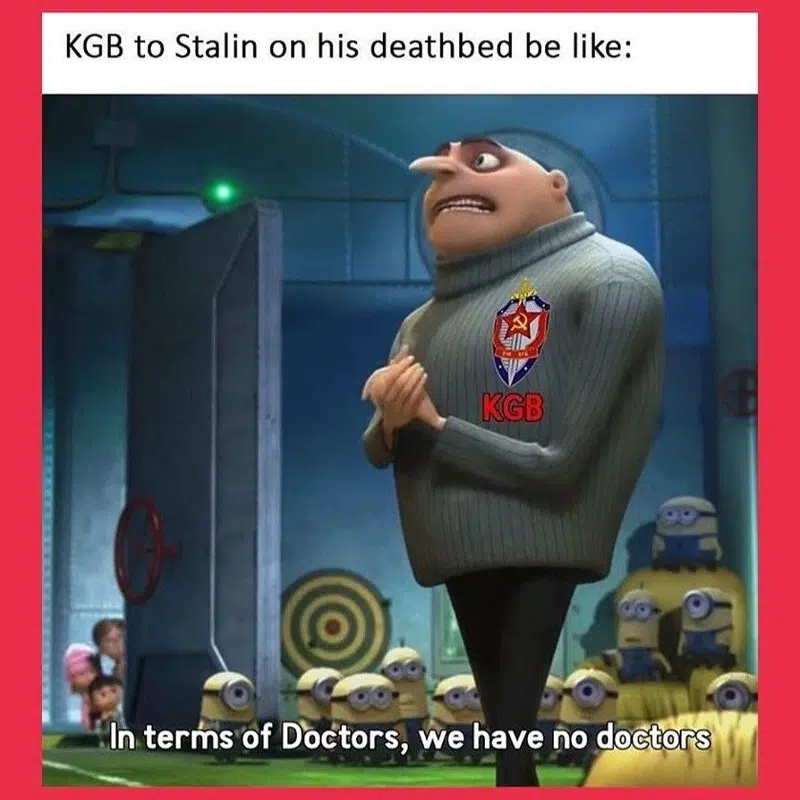 KGB to Stalin on his deathbed be like:
KGB
In terms of Doctors, we have no doctors